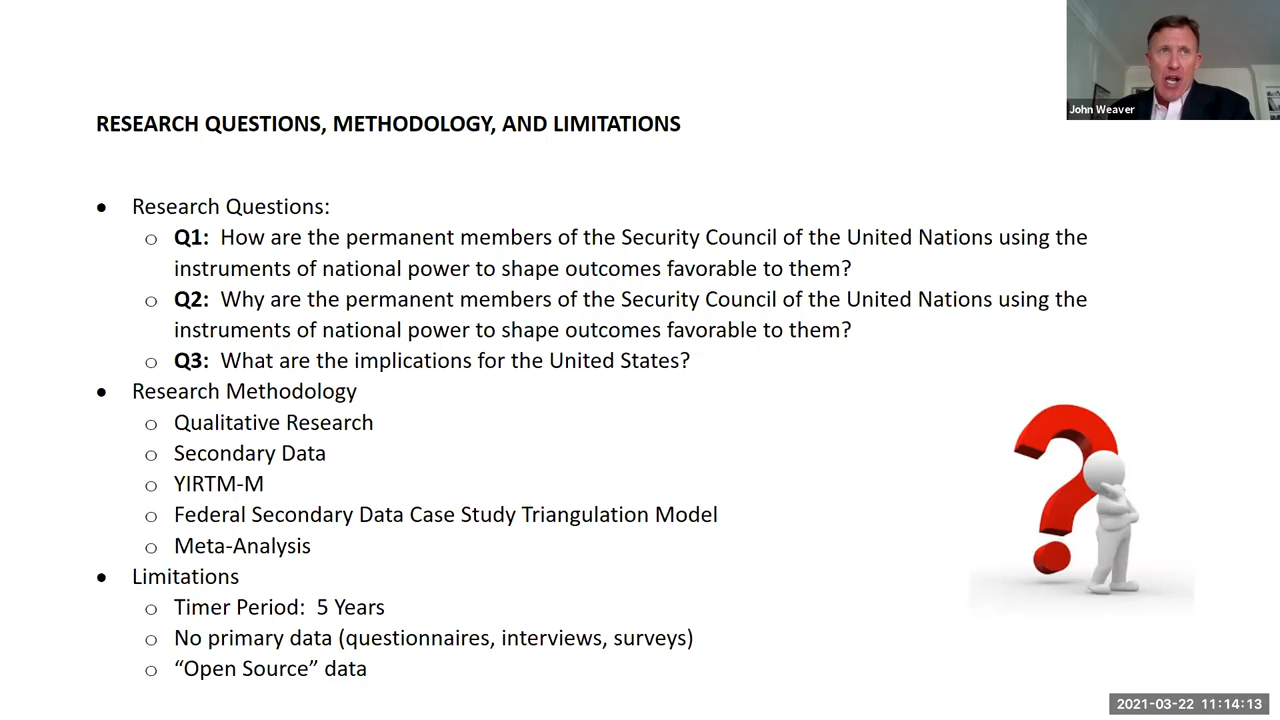 John Weaver
RESEARCH QUESTIONS, METHODOLOGY, AND LIMITATIONS
• Research Questions:
o Q1: How are the permanent members of the Security Council of the United Nations using the
instruments of national power to shape outcomes favorable to them?
o Q2: Why are the permanent members of the Security Council of the United Nations using the
instruments of national power to shape outcomes favorable to them?
o Q3: What are the implications for the United States?
• Research Methodology
o Qualitative Research
o Secondary Data
o YIRTM-M
o Federal Secondary Data Case Study Triangulation Model
o Meta-Analysis
• Limitations
o Timer Period: 5 Years
o No primary data (questionnaires, interviews, surveys)
o “Open Source” data
2021-03-22 11:14:13